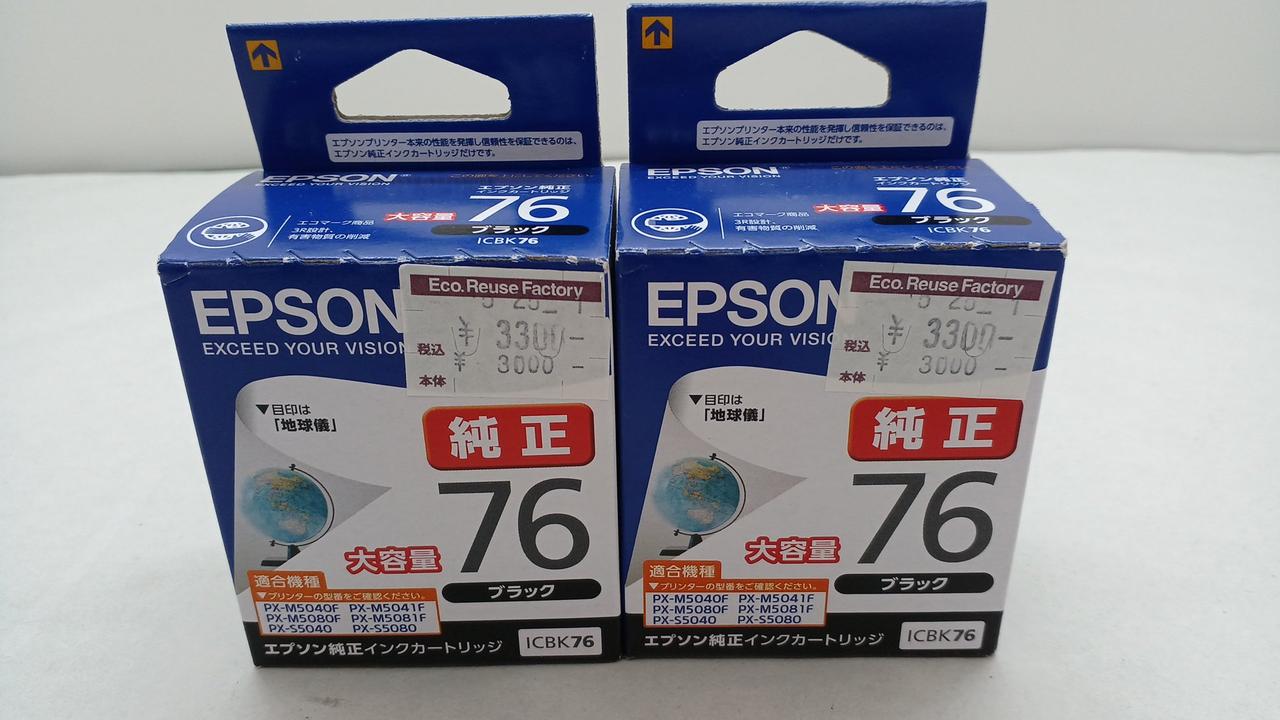 エプソンプリンター本来の性能を発揮し信頼性を保証できるのは、
エプソン純正インクカートリッジだけです。
EPSON
EXCEED YOUR VISION
エプソン純正
インクカートリッジ
エコマーク商品
3R設計、
有害物質の削減
大容量
76
ブラック
ICBK76
EPSON
EXCEED YOUR VISION
Eco.Reuse Factory
税込 ¥ 3300-
本体 ¥ 3000-
▼目印は
「地球儀」
純正
76
大容量
ブラック
適合機種
▼プリンターの型番をご確認ください。
PX-M5040F PX-M5041F
PX-M5080F PX-M5081F
PX-S5040 PX-S5080
エプソン純正インクカートリッジ
ICBK76
エプソンプリンター本来の性能を発揮し信頼性を保証できるのは、
エプソン純正インクカートリッジだけです。
EPSON
EXCEED YOUR VISION
エプソン純正
インクカートリッジ
エコマーク商品
3R設計、
有害物質の削減
大容量
76
ブラック
ICBK76
EPSON
EXCEED YOUR VISIO
Eco.Reuse Factory
税込 ¥ 3300-
本体 ¥ 3000-
▼目印は
「地球儀」
純正
76
大容量
ブラック
適合機種
▼プリンターの型番をご確認ください。
PX-M5040F PX-M5041F
PX-M5080F PX-M5081F
PX-S5040 PX-S5080
エプソン純正インクカートリッジ
ICBK76